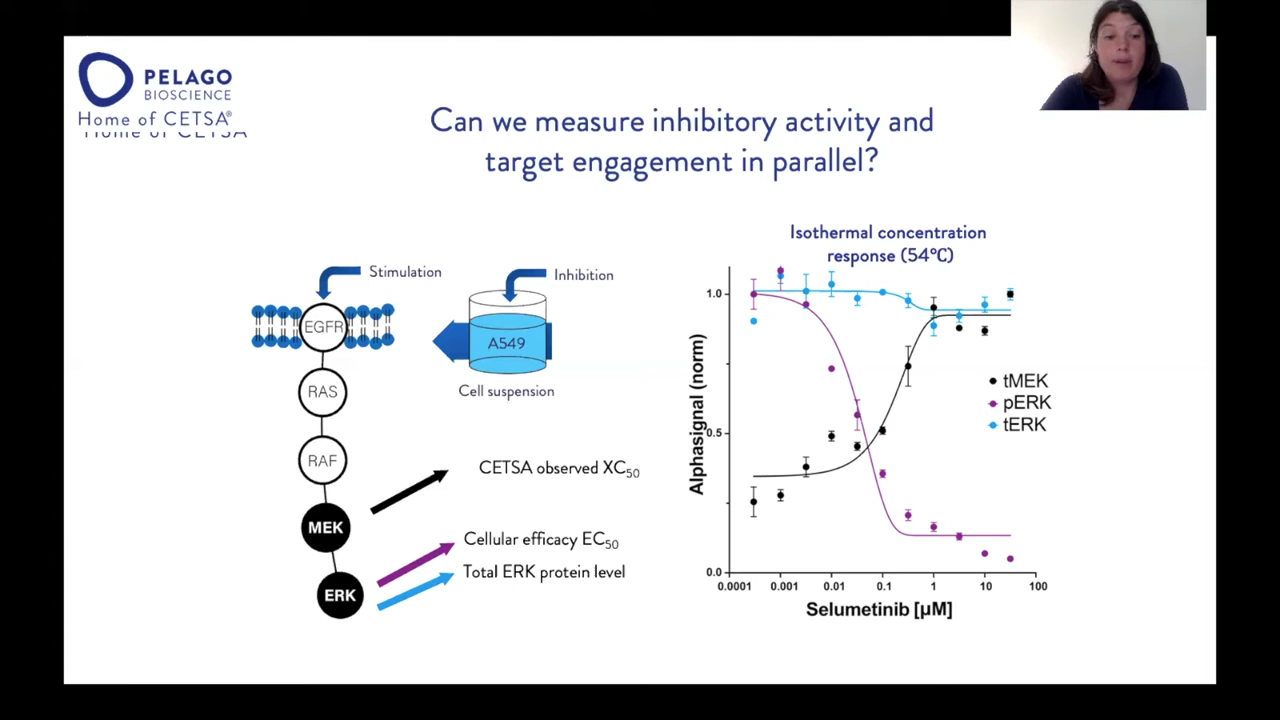 PELAGO
BIOSCIENCE
Home of CETSA®
Home of CETSA
Can we measure inhibitory activity and
target engagement in parallel?
Stimulation
Inhibition
EGFR
A549
Cell suspension
RAS
RAF
MEK
ERK
CETSA observed XC50
Cellular efficacy EC50
Total ERK protein level
Isothermal concentration
response (54℃)
1.0
0.5
0.0
Alphasignal (norm)
tMEK
pERK
tERK
0.0001 0.001 0.01 0.1 1 10 100
Selumetinib [µM]